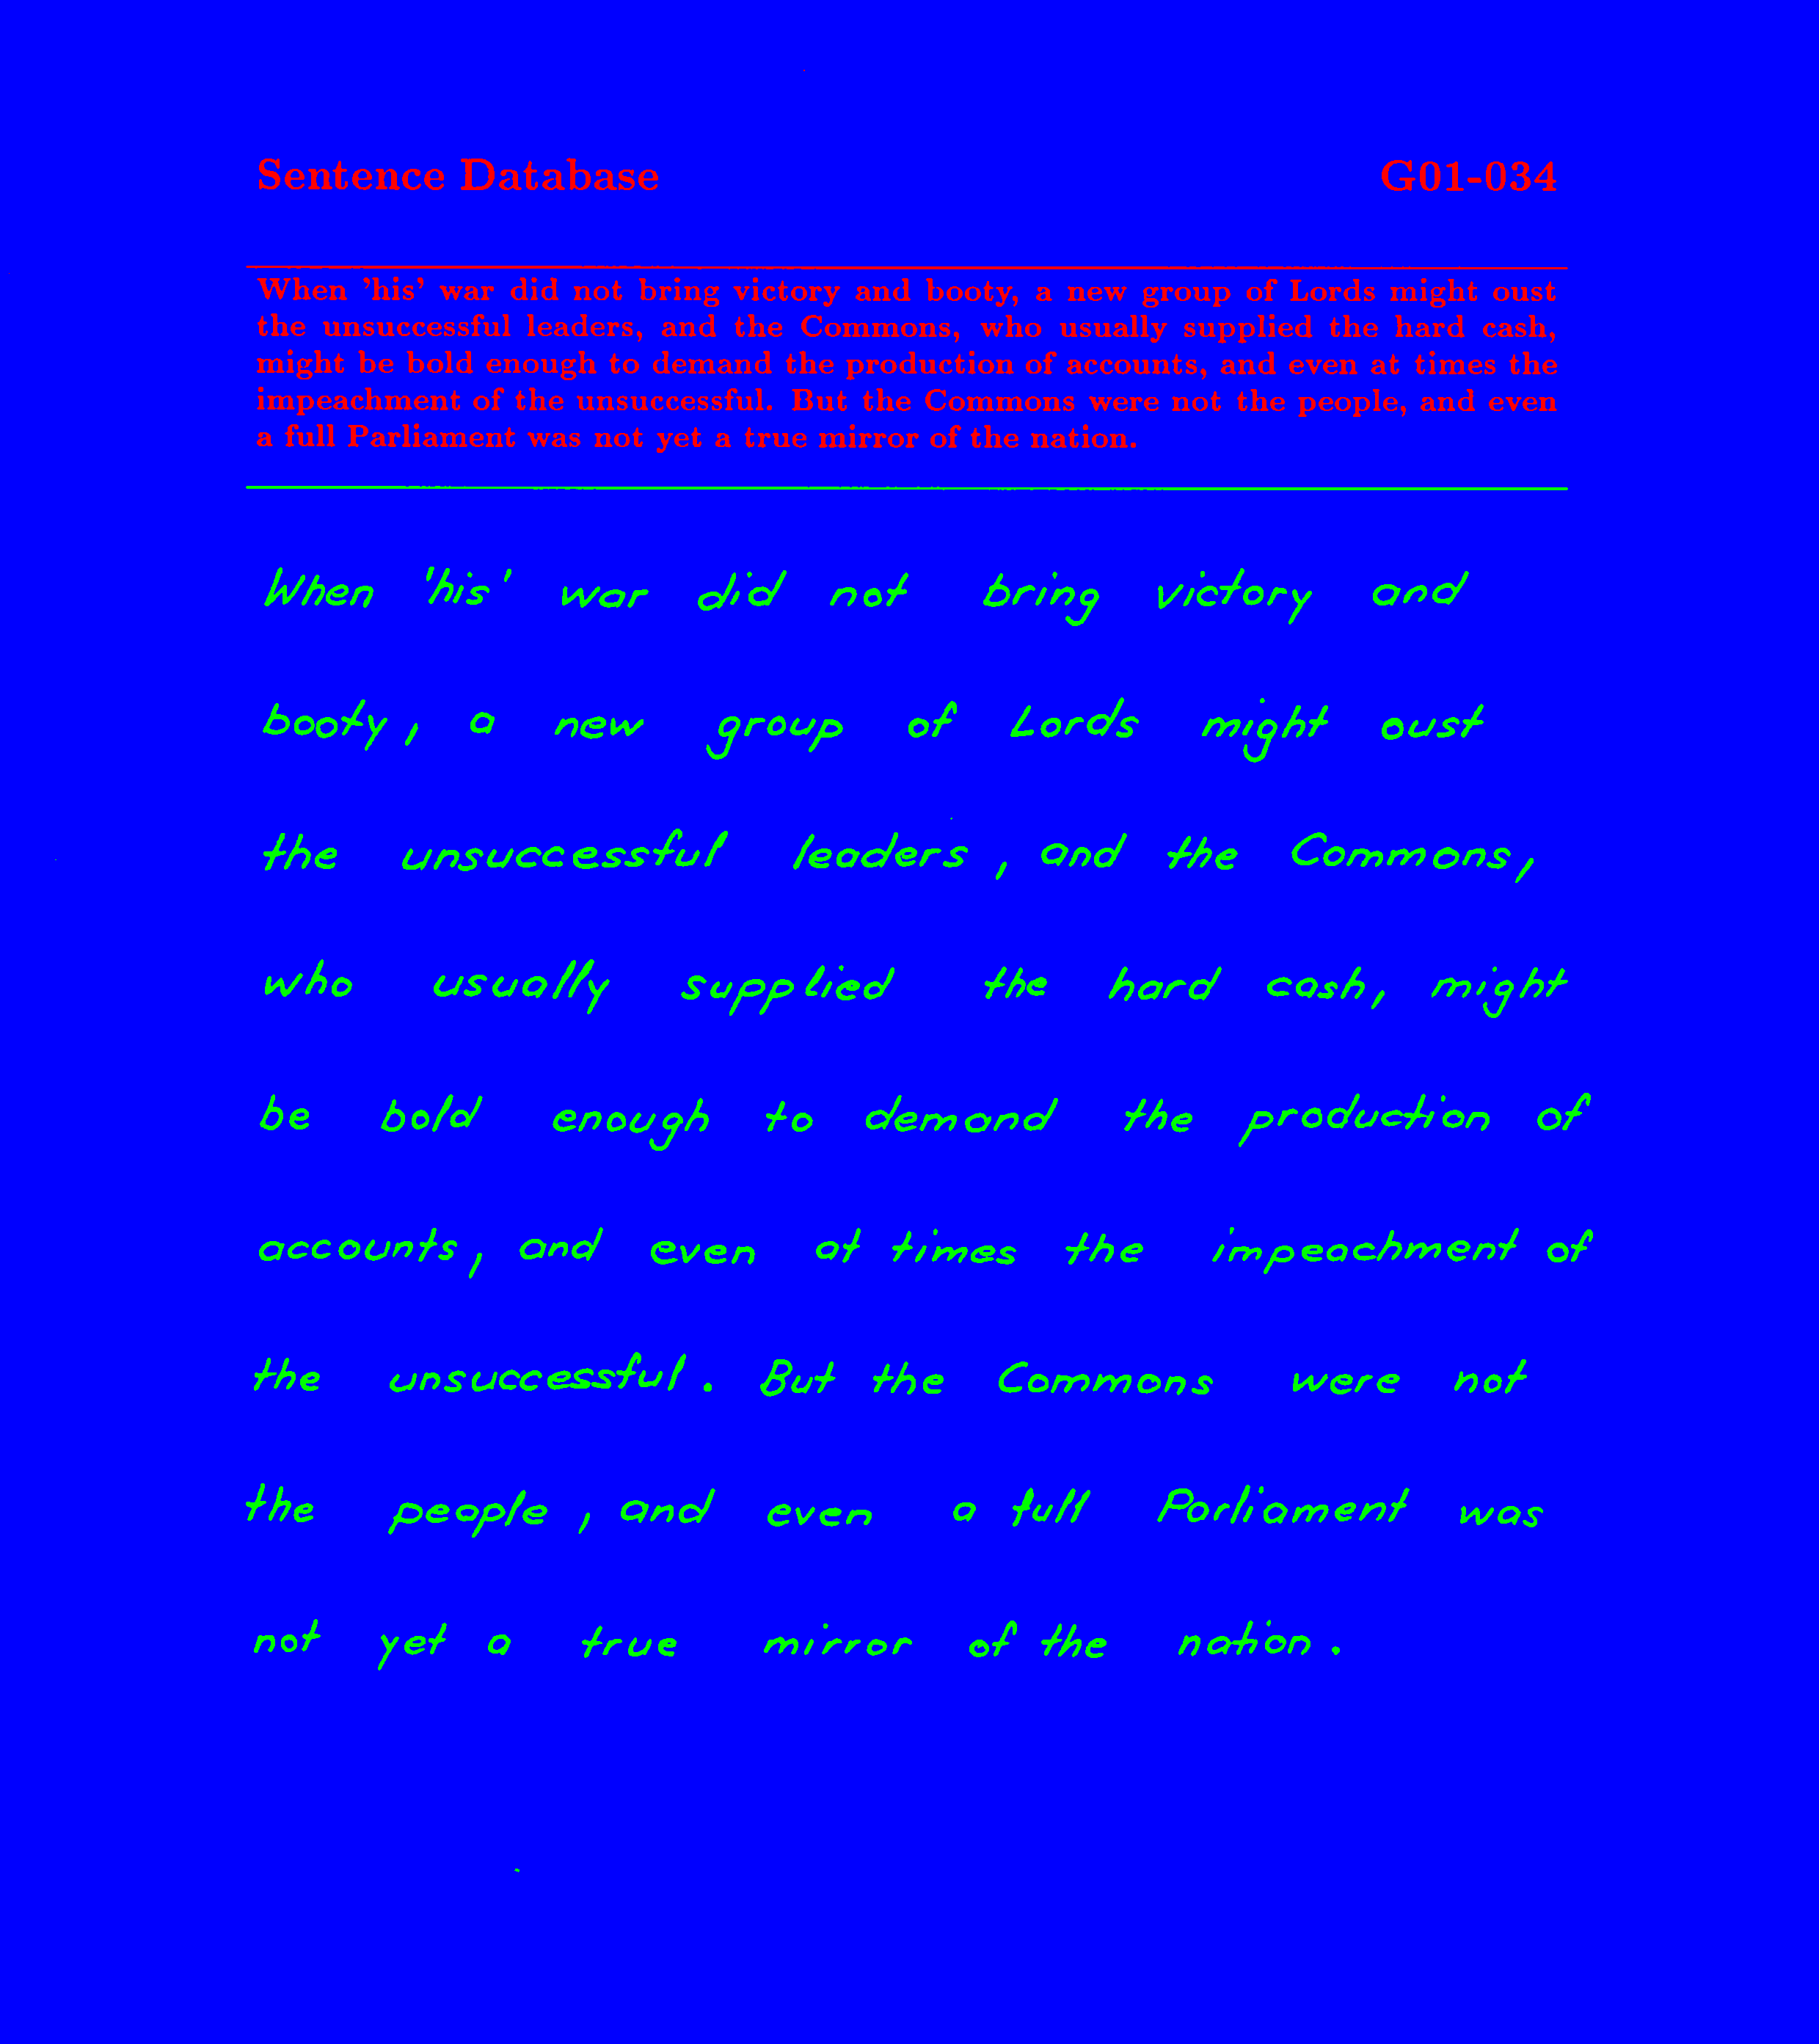 Sentence Database G01-034
When 'his' war did not bring victory and booty, a new group of Lords might oust
the unsuccessful leaders, and the Commons, who usually supplied the hard cash,
might be bold enough to demand the production of accounts, and even at times the
impeachment of the unsuccessful. But the Commons were not the people, and even
a full Parliament was not yet a true mirror of the nation.
When 'his' war did not bring victory and
booty, a new group of Lords might oust
the unsuccessful leaders, and the Commons,
who usually supplied the hard cash, might
be bold enough to demand the production of
accounts, and even at times the impeachment of
the unsuccessful. But the Commons were not
the people, and even a full Parliament was
not yet a true mirror of the nation.